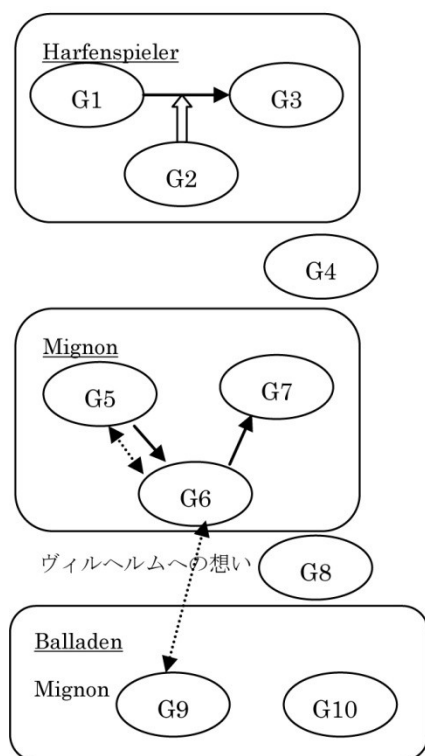 Harfenspieler
G1
G3
G2
G4
Mignon
G5
G7
G6
ヴィルヘルムへの想い
G8
Balladen
Mignon
G9
G10